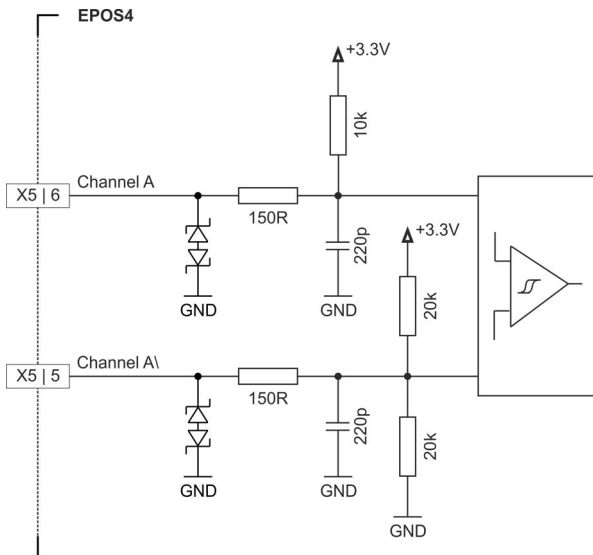 EPOS4
+3.3V
10k
X5 | 6
Channel A
150R
220p
GND
GND
+3.3V
20k
X5 | 5
Channel A\
150R
220p
20k
GND
GND
GND